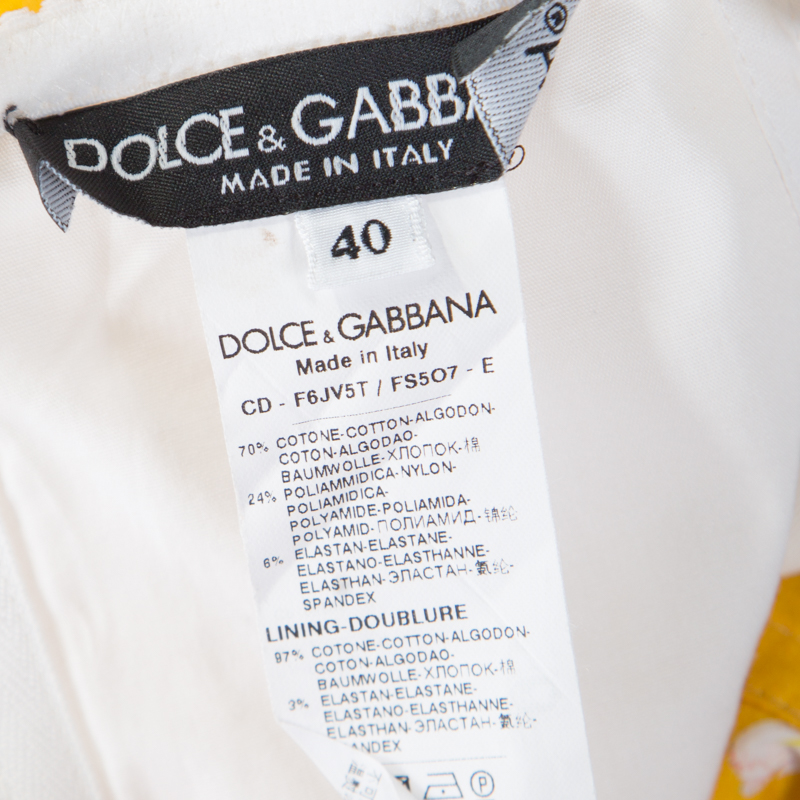 DOLCE & GABB
MADE IN ITALY
40
DOLCE & GABBANA
Made in Italy
CD - F6JV5T / FS5O7 - E
70% COTONE-COTTON-ALGODON-
COTON-ALGODAO-
BAUMWOLLE-ХЛОПОК-棉
24% POLIAMMIDICA-NYLON-
POLIAMIDICA-
POLYAMIDE-POLIAMIDA-
POLYAMID-ПОЛИАМИД-锦纶
6% ELASTAN-ELASTANE-
ELASTANO-ELASTHANNE-
ELASTHAN-ЭЛАСТАН-氨纶-
SPANDEX
LINING-DOUBLURE
97% COTONE-COTTON-ALGODON-
COTON-ALGODAO-
BAUMWOLLE-ХЛОПОК-棉
3% ELASTAN-ELASTANE-
ELASTANO-ELASTHANNE-
ELASTHAN-ЭЛАСТАН-氨纶-
ANDEX
P